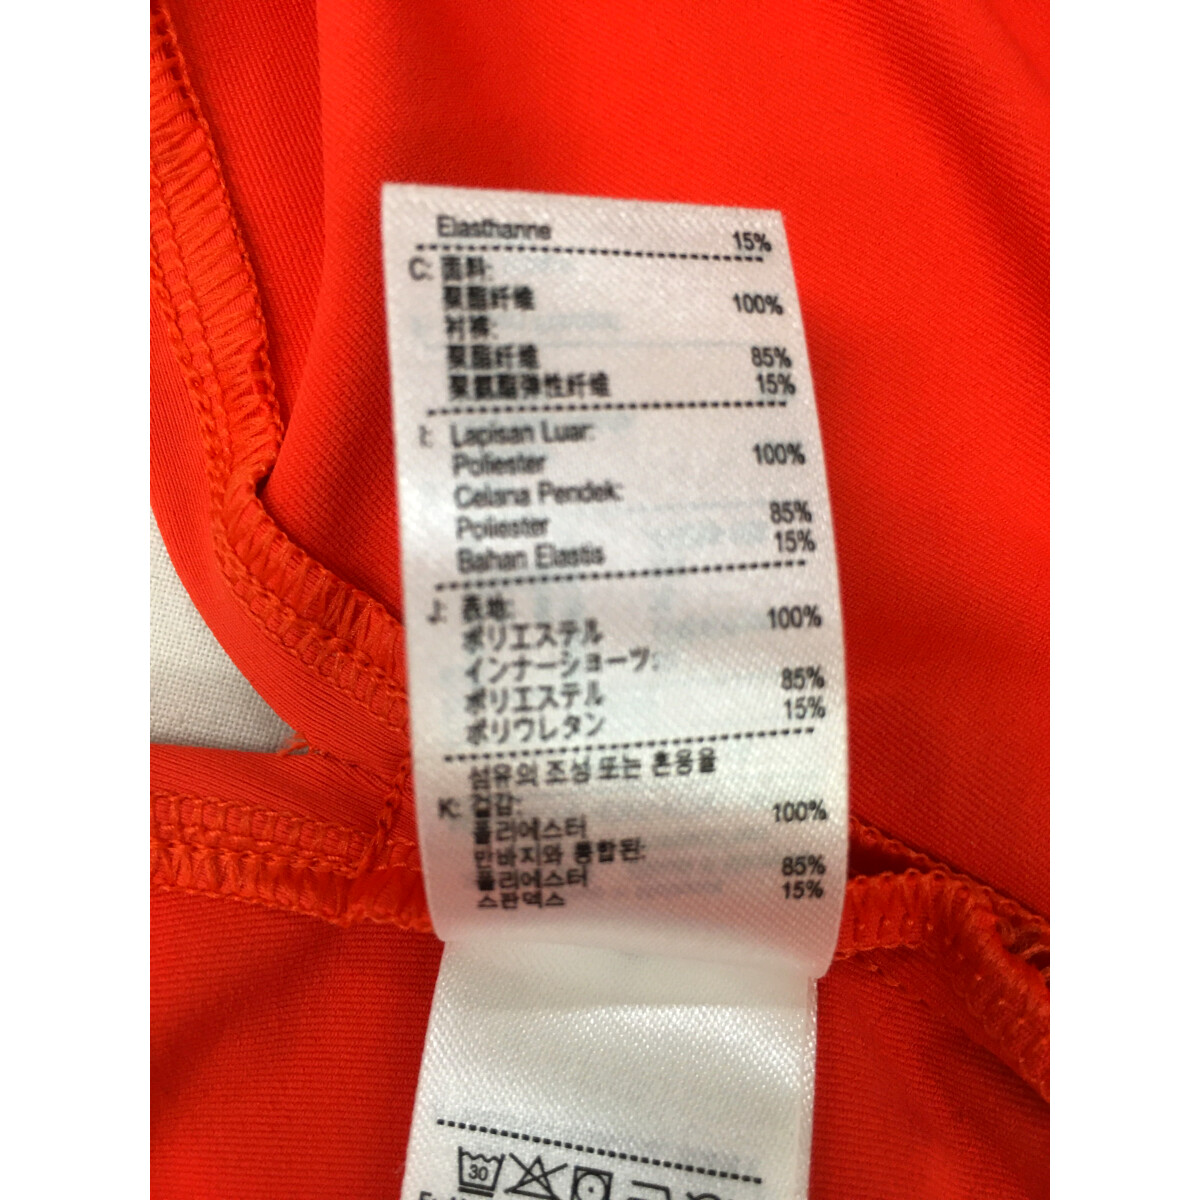 Elasthanne 15%
C: 面料:
聚酯纤维 100%
衬裤:
聚酯纤维 85%
聚氨酯弹性纤维 15%
I: Lapisan Luar:
Poliester 100%
Celana Pendek:
Poliester 85%
Bahan Elastis 15%
J: 表地:
ポリエステル 100%
インナーショーツ:
ポリエステル 85%
ポリウレタン 15%
섬유의 조성 또는 혼용율
K: 겉감:
폴리에스터 100%
반바지와 통합된:
폴리에스터 85%
스판덱스 15%
30